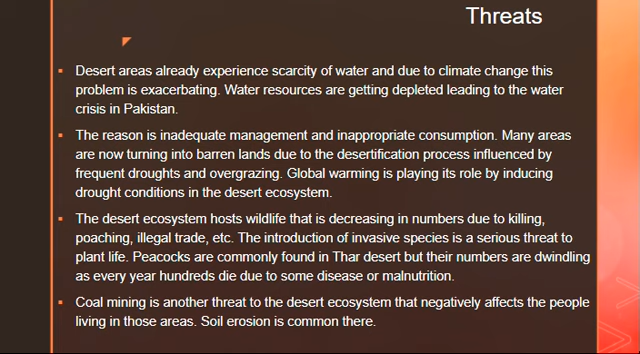 Threats
Desert areas already experience scarcity of water and due to climate change this
problem is exacerbating. Water resources are getting depleted leading to the water
crisis in Pakistan.
The reason is inadequate management and inappropriate consumption. Many areas
are now turning into barren lands due to the desertification process influenced by
frequent droughts and overgrazing. Global warming is playing its role by inducing
drought conditions in the desert ecosystem.
The desert ecosystem hosts wildlife that is decreasing in numbers due to killing,
poaching, illegal trade, etc. The introduction of invasive species is a serious threat to
plant life. Peacocks are commonly found in Thar desert but their numbers are dwindling
as every year hundreds die due to some disease or malnutrition.
Coal mining is another threat to the desert ecosystem that negatively affects the people
living in those areas. Soil erosion is common there.